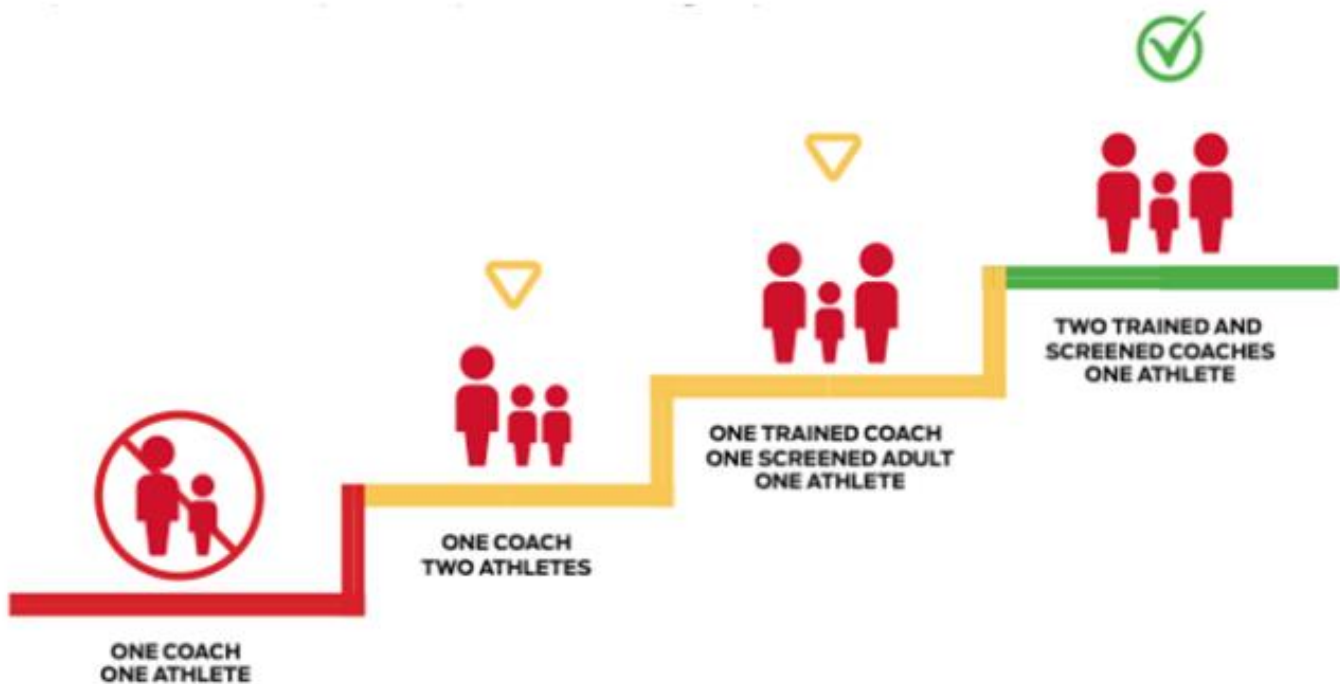 ONE COACH
ONE ATHLETE
ONE COACH
TWO ATHLETES
ONE TRAINED COACH
ONE SCREENED ADULT
ONE ATHLETE
TWO TRAINED AND
SCREENED COACHES
ONE ATHLETE